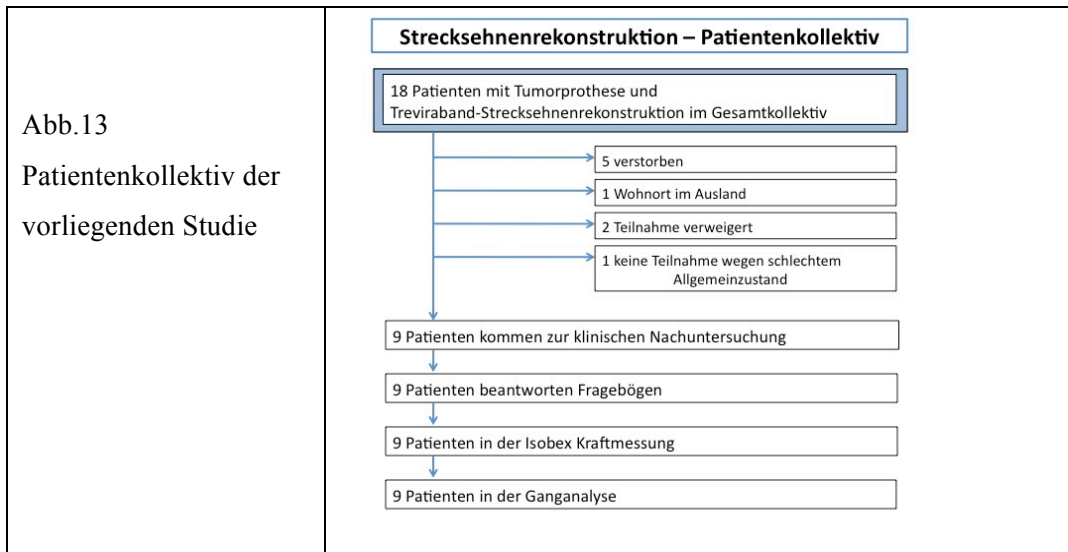 Abb.13
Patientenkollektiv der
vorliegenden Studie
Strecksehnenrekonstruktion – Patientenkollektiv
18 Patienten mit Tumorprothese und
Treviraband-Strecksehnenrekonstruktion im Gesamtkollektiv
5 verstorben
1 Wohnort im Ausland
2 Teilnahme verweigert
1 keine Teilnahme wegen schlechtem
Allgemeinzustand
9 Patienten kommen zur klinischen Nachuntersuchung
9 Patienten beantworten Fragebögen
9 Patienten in der Isobex Kraftmessung
9 Patienten in der Ganganalyse